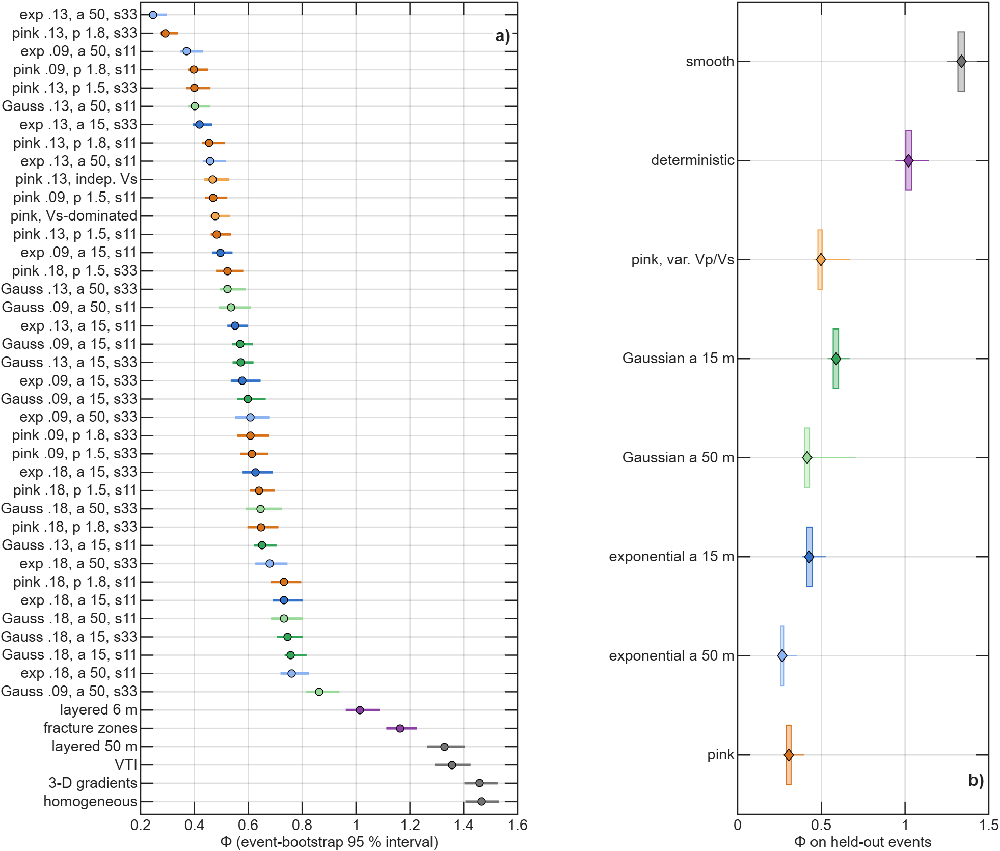 exp .13, a 50, s33
pink .13, p 1.8, s33
exp .09, a 50, s11
pink .09, p 1.8, s11
pink .13, p 1.5, s33
Gauss .13, a 50, s11
exp .13, a 15, s33
pink .13, p 1.8, s11
exp .13, a 50, s11
pink .13, indep. Vs
pink .09, p 1.5, s11
pink, Vs-dominated
pink .13, p 1.5, s11
exp .09, a 15, s11
pink .18, p 1.5, s33
Gauss .13, a 50, s33
Gauss .09, a 50, s11
exp .13, a 15, s11
Gauss .09, a 15, s11
Gauss .13, a 15, s33
exp .09, a 15, s33
Gauss .09, a 15, s33
exp .09, a 50, s33
pink .09, p 1.8, s33
pink .09, p 1.5, s33
exp .18, a 15, s33
pink .18, p 1.5, s11
Gauss .18, a 50, s33
pink .18, p 1.8, s33
Gauss .13, a 15, s11
exp .18, a 50, s33
pink .18, p 1.8, s11
exp .18, a 15, s11
Gauss .18, a 50, s11
Gauss .18, a 15, s33
Gauss .18, a 15, s11
exp .18, a 50, s11
Gauss .09, a 50, s33
layered 6 m
fracture zones
layered 50 m
VTI
3-D gradients
homogeneous
a)
0.2 0.4 0.6 0.8 1 1.2 1.4 1.6
Φ (event-bootstrap 95 % interval)
smooth
deterministic
pink, var. Vp/Vs
Gaussian a 15 m
Gaussian a 50 m
exponential a 15 m
exponential a 50 m
pink
b)
0 0.5 1 1.5
Φ on held-out events